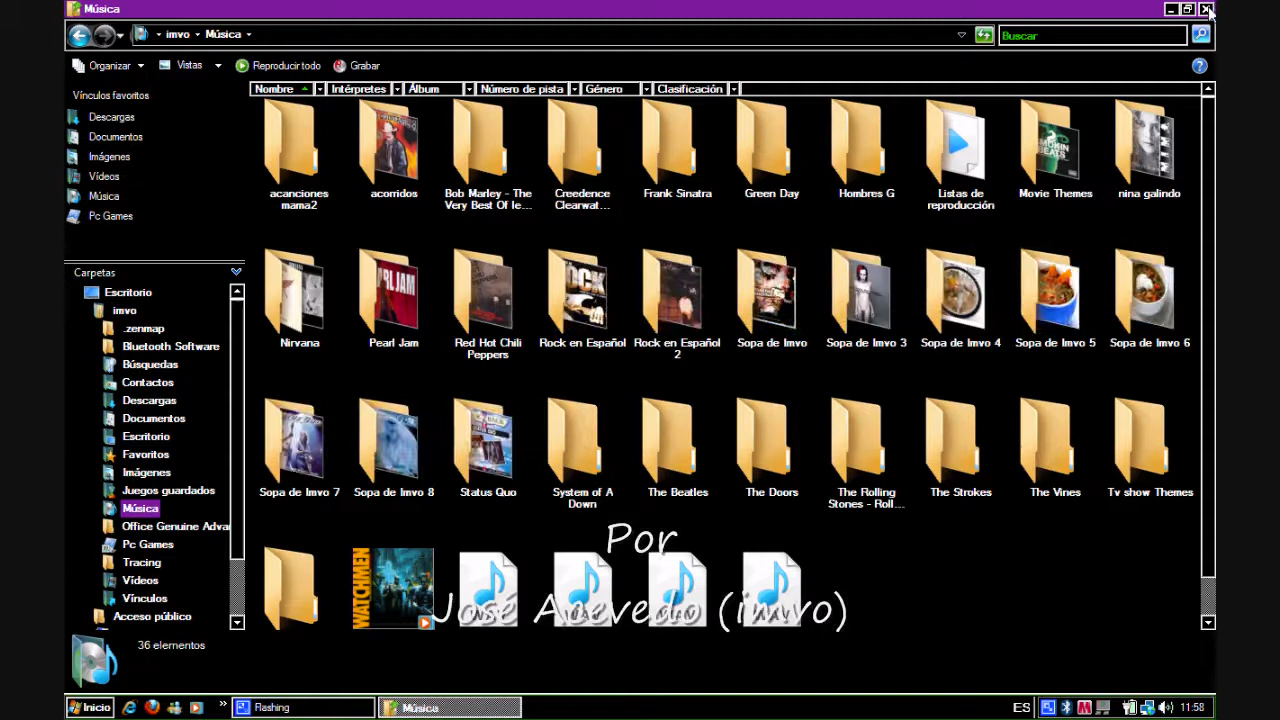 Música
imvo Música
Buscar
Organizar Vistas Reproducir todo Grabar
Vínculos favoritos
Descargas
Documentos
Imágenes
Vídeos
Música
Pc Games
Carpetas
Escritorio
imvo
.zenmap
Bluetooth Software
Búsquedas
Contactos
Descargas
Documentos
Escritorio
Favoritos
Imágenes
Juegos guardados
Música
Office Genuine Adva
Pc Games
Tracing
Vídeos
Vínculos
Acceso público
Nombre Intérpretes Álbum Número de pista Género Clasificación
acanciones
mama2
acorridos
Bob Marley - The
Very Best Of le...
Creedence
Clearwat...
Frank Sinatra
Green Day
Hombres G
Listas de
reproducción
Movie Themes
nina galindo
Nirvana
Pearl Jam
Red Hot Chili
Peppers
Rock en Español
Rock en Español
2
Sopa de Imvo
Sopa de Imvo 3
Sopa de Imvo 4
Sopa de Imvo 5
Sopa de Imvo 6
Sopa de Imvo 7
Sopa de Imvo 8
Status Quo
System of A
Down
The Beatles
The Doors
The Rolling
Stones - Roll...
The Strokes
The Vines
Tv show Themes
WATCHMEN
Por
José Acevedo (imvo)
36 elementos
Inicio
Flashing
Música
ES
11:58